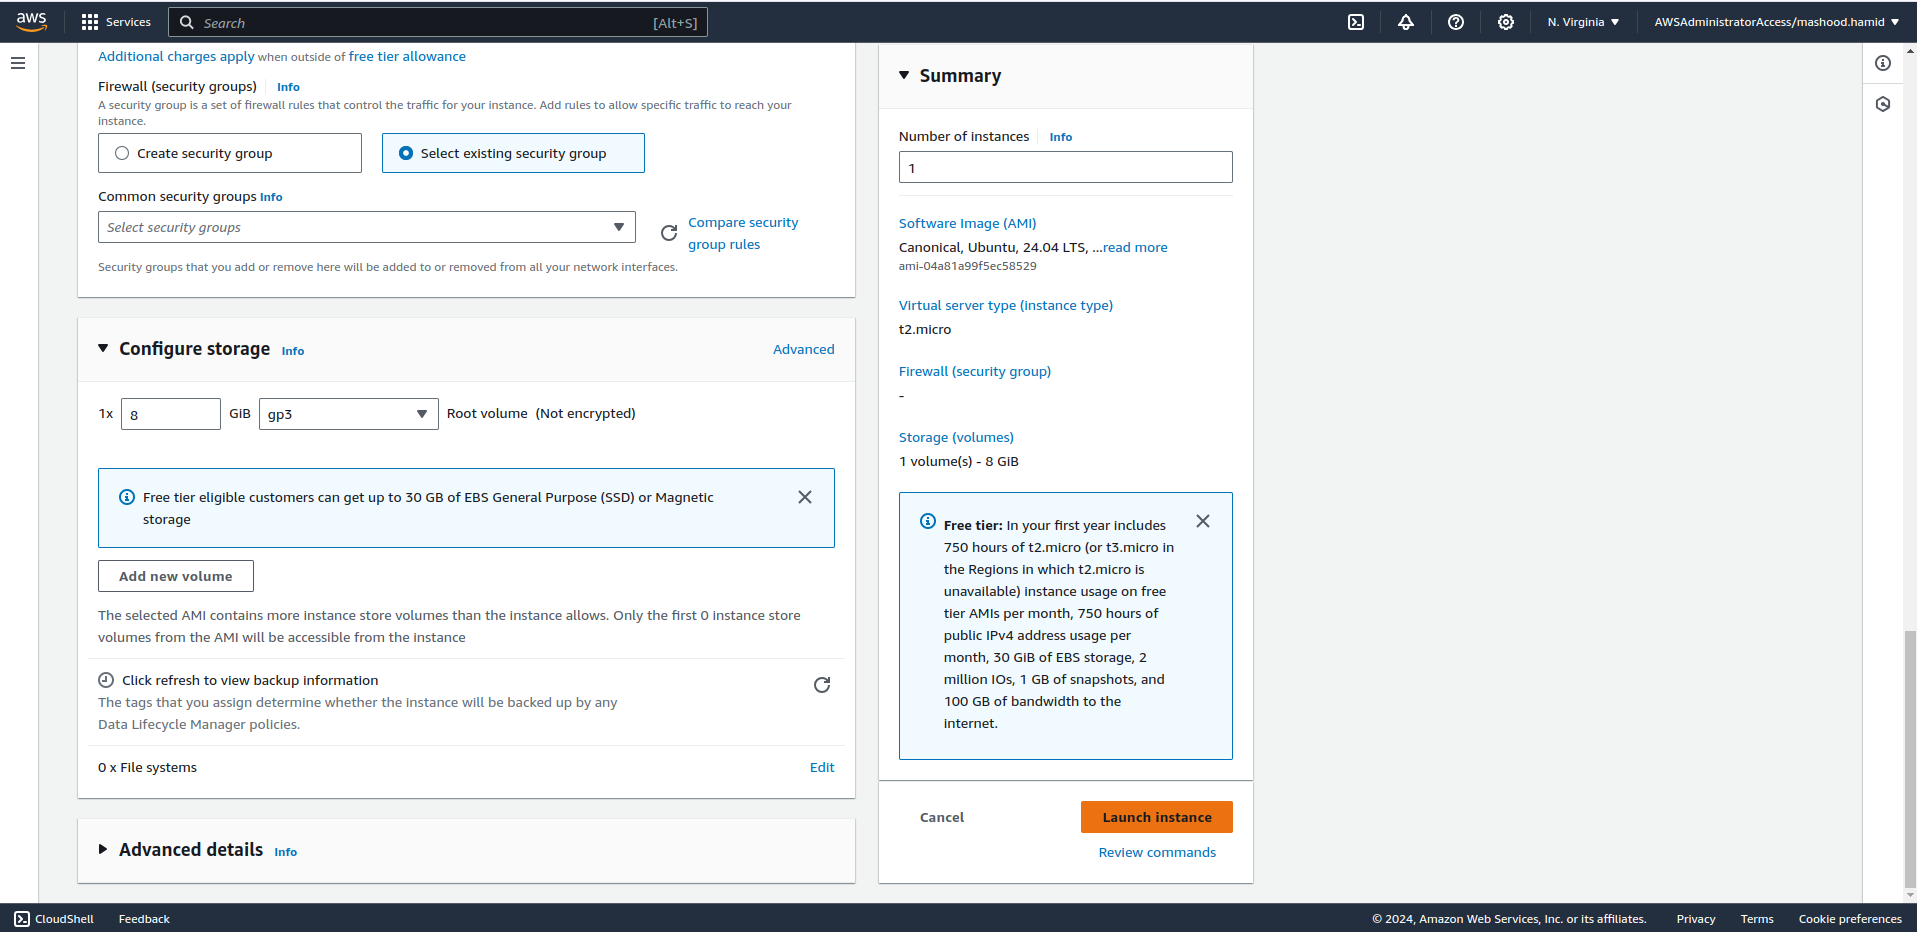 aws
Services
Search
[Alt+S]
N. Virginia
AWSAdministratorAccess/mashood.hamid
Additional charges apply when outside of free tier allowance
Firewall (security groups) Info
A security group is a set of firewall rules that control the traffic for your instance. Add rules to allow specific traffic to reach your
instance.
Create security group
Select existing security group
Common security groups Info
Select security groups
Compare security
group rules
Security groups that you add or remove here will be added to or removed from all your network interfaces.
Configure storage Info
Advanced
1x 8 GiB gp3 Root volume (Not encrypted)
Free tier eligible customers can get up to 30 GB of EBS General Purpose (SSD) or Magnetic
storage
Add new volume
The selected AMI contains more instance store volumes than the instance allows. Only the first 0 instance store
volumes from the AMI will be accessible from the instance
Click refresh to view backup information
The tags that you assign determine whether the instance will be backed up by any
Data Lifecycle Manager policies.
0 x File systems
Edit
Advanced details Info
Summary
Number of instances Info
1
Software Image (AMI)
Canonical, Ubuntu, 24.04 LTS, ...read more
ami-04a81a99f5ec58529
Virtual server type (instance type)
t2.micro
Firewall (security group)
-
Storage (volumes)
1 volume(s) - 8 GiB
Free tier: In your first year includes
750 hours of t2.micro (or t3.micro in
the Regions in which t2.micro is
unavailable) instance usage on free
tier AMIs per month, 750 hours of
public IPv4 address usage per
month, 30 GiB of EBS storage, 2
million IOs, 1 GB of snapshots, and
100 GB of bandwidth to the
internet.
Cancel
Launch instance
Review commands
CloudShell
Feedback
© 2024, Amazon Web Services, Inc. or its affiliates.
Privacy
Terms
Cookie preferences